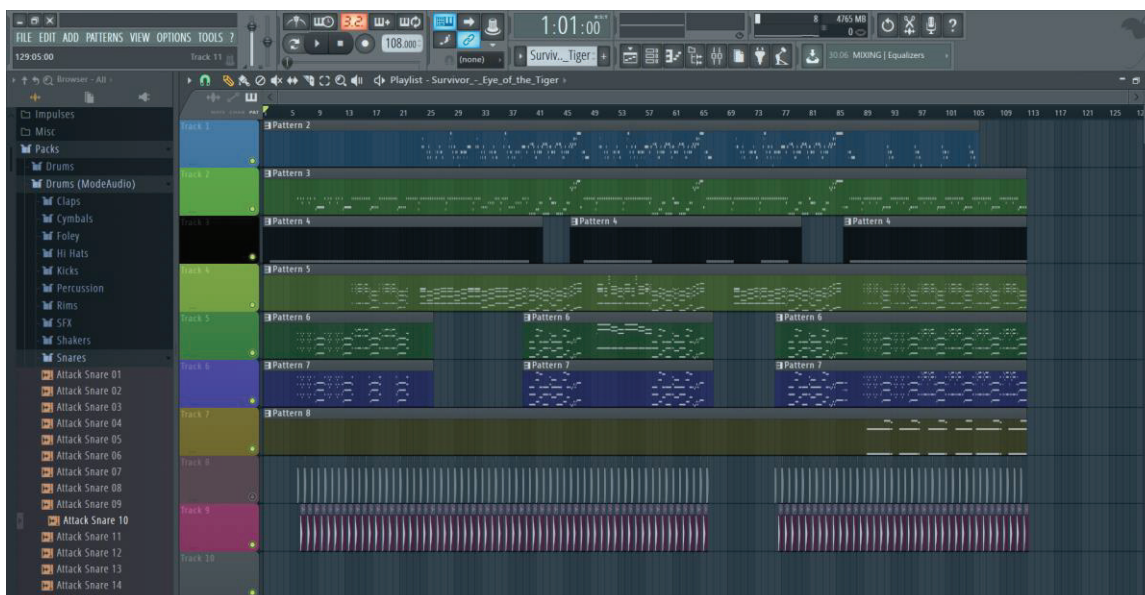 FILE EDIT ADD PATTERNS VIEW OPTIONS TOOLS ?
129:05:00 Track 11
3.2
108.000
(none)
1:01:00
Surviv.._Tiger
8 4765 MB
0
30:06 MIXING | Equalizers
Browser - All
Playlist - Survivor_-_Eye_of_the_Tiger
5 9 13 17 21 25 29 33 37 41 45 49 53 57 61 65 69 73 77 81 85 89 93 97 101 105 109 113 117 121 125
Impulses
Misc
Packs
Drums
Drums (ModeAudio)
Claps
Cymbals
Foley
Hi Hats
Kicks
Percussion
Rims
SFX
Shakers
Snares
Attack Snare 01
Attack Snare 02
Attack Snare 03
Attack Snare 04
Attack Snare 05
Attack Snare 06
Attack Snare 07
Attack Snare 08
Attack Snare 09
Attack Snare 10
Attack Snare 11
Attack Snare 12
Attack Snare 13
Attack Snare 14
Track 1 Pattern 2
Track 2 Pattern 3
Track 3 Pattern 4 Pattern 4 Pattern 4
Track 4 Pattern 5
Track 5 Pattern 6 Pattern 6 Pattern 6
Track 6 Pattern 7 Pattern 7 Pattern 7
Track 7 Pattern 8
Track 8
Track 9
Track 10